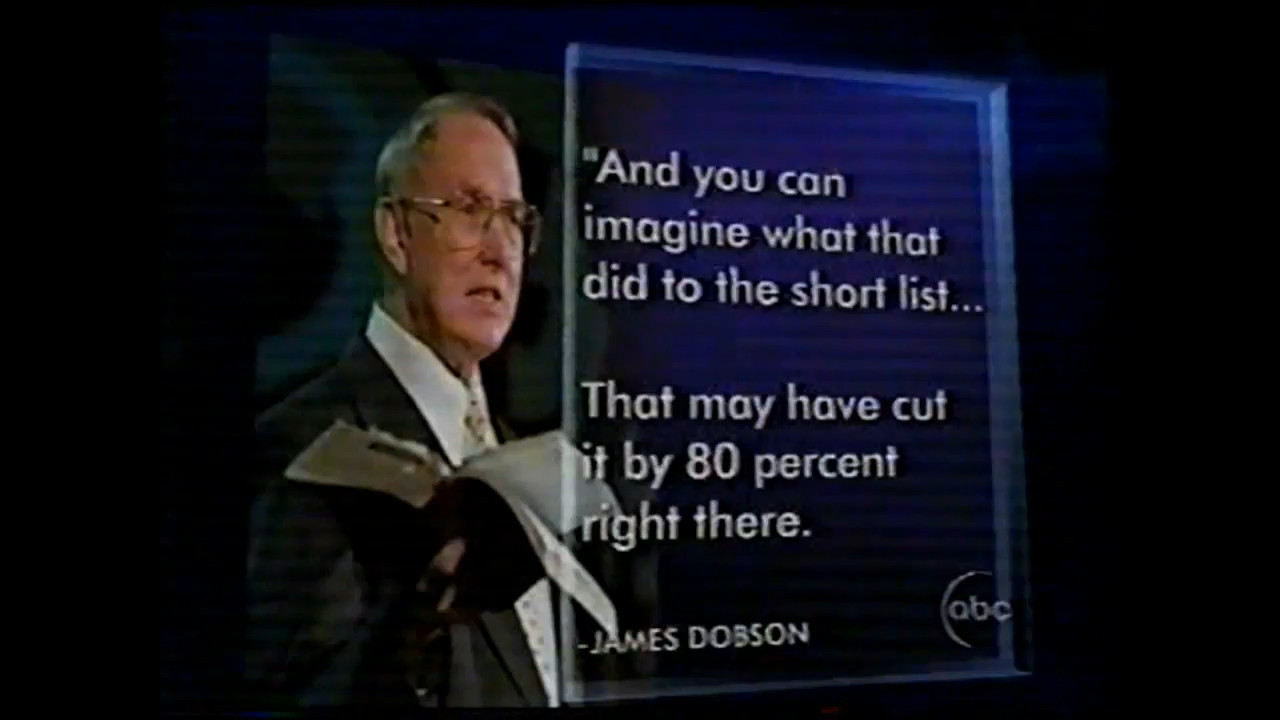 "And you can
imagine what that
did to the short list...
That may have cut
it by 80 percent
right there.
-JAMES DOBSON
abc